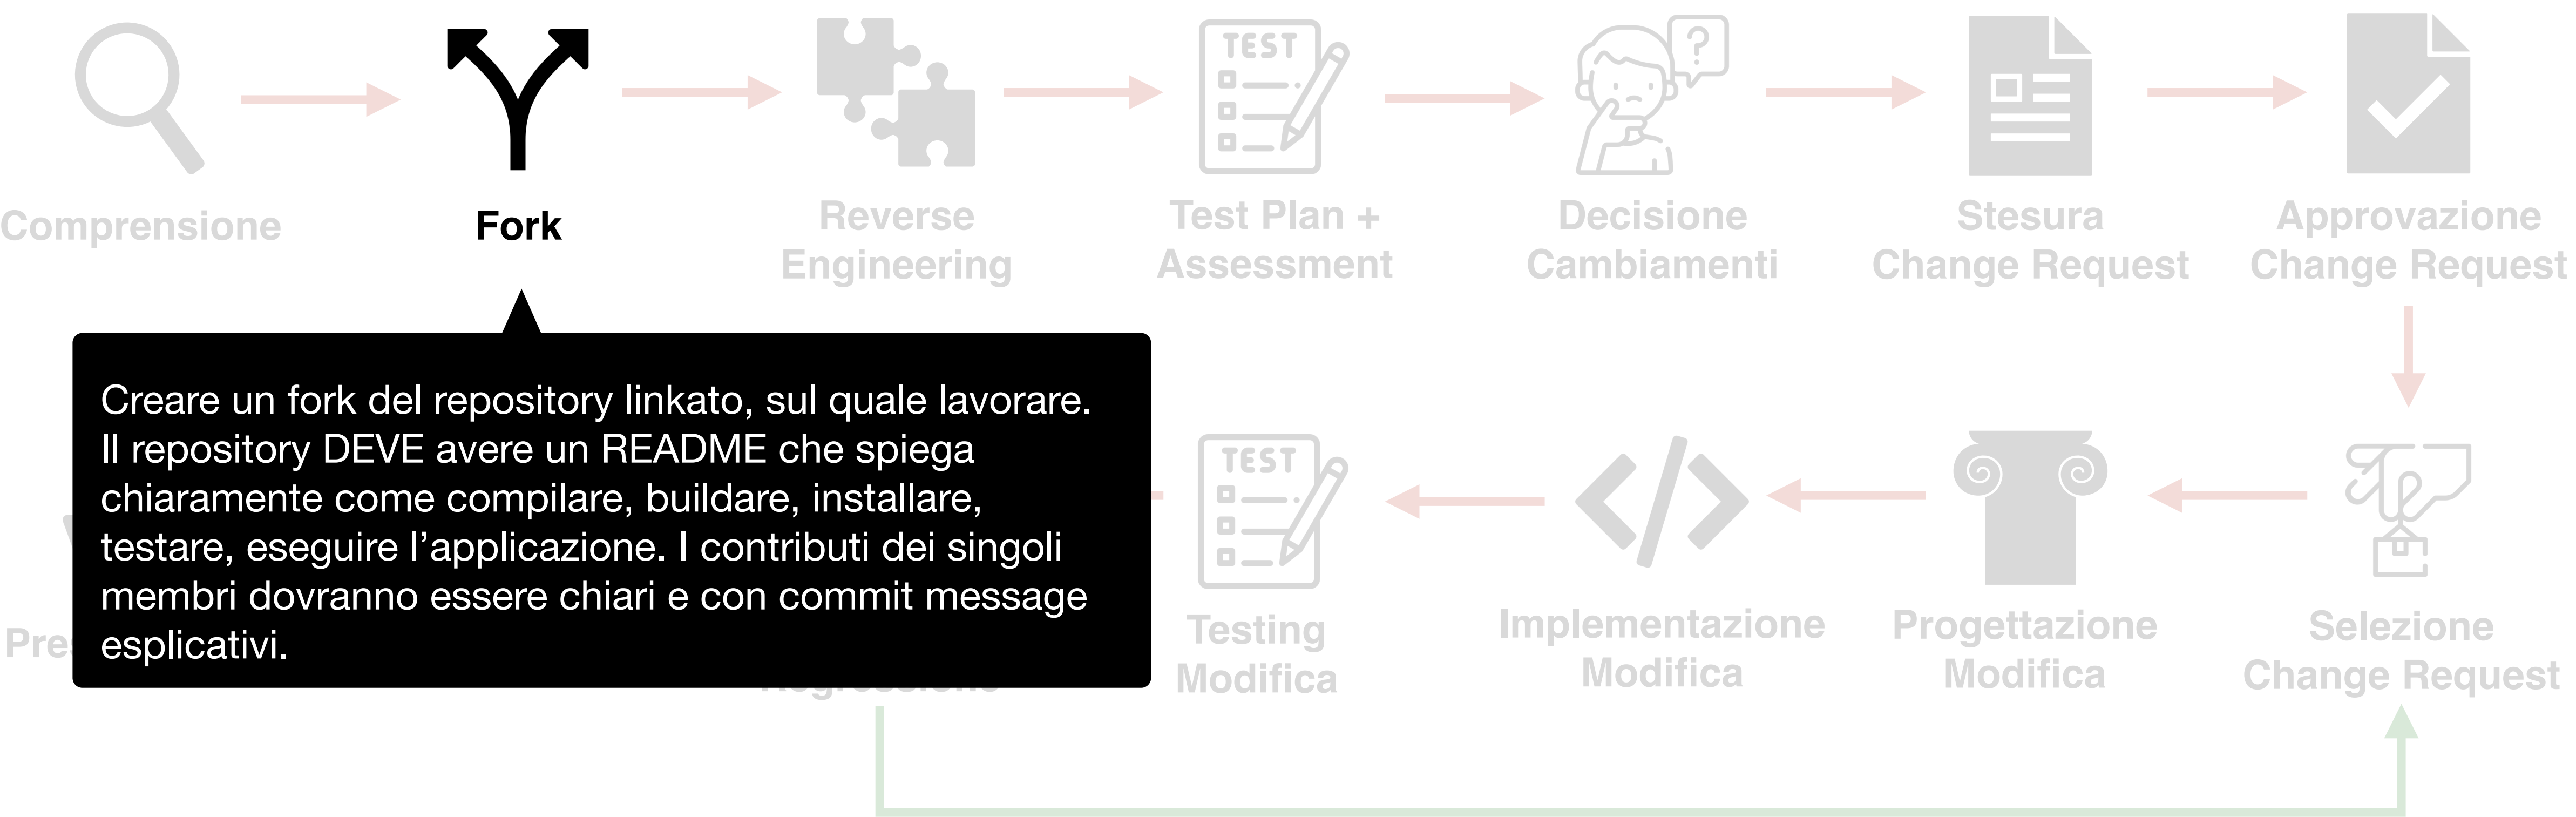 TEST
?
TEST
Comprensione
Fork
Reverse
Engineering
Test Plan +
Assessment
Decisione
Cambiamenti
Stesura
Change Request
Approvazione
Change Request
Creare un fork del repository linkato, sul quale lavorare.
Il repository DEVE avere un README che spiega
chiaramente come compilare, buildare, installare,
testare, eseguire l’applicazione. I contributi dei singoli
membri dovranno essere chiari e con commit message
esplicativi.
Testing
Modifica
Implementazione
Modifica
Progettazione
Modifica
Selezione
Change Request